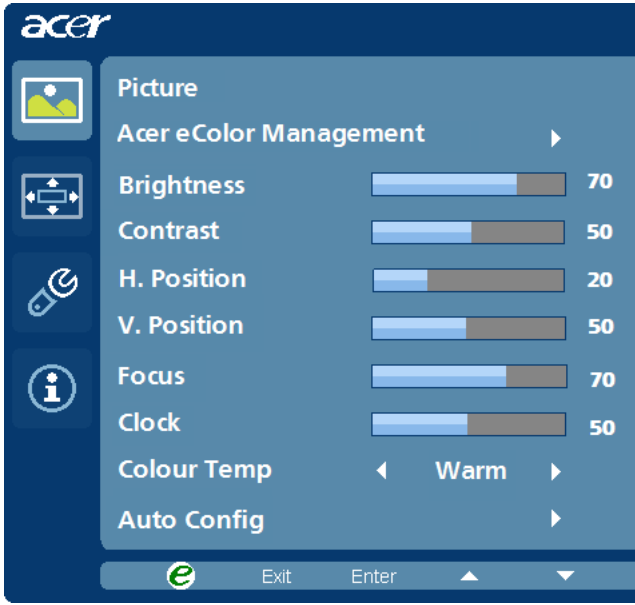 acer
Picture
Acer eColor Management
Brightness 70
Contrast 50
H. Position 20
V. Position 50
Focus 70
Clock 50
Colour Temp Warm
Auto Config
e Exit Enter